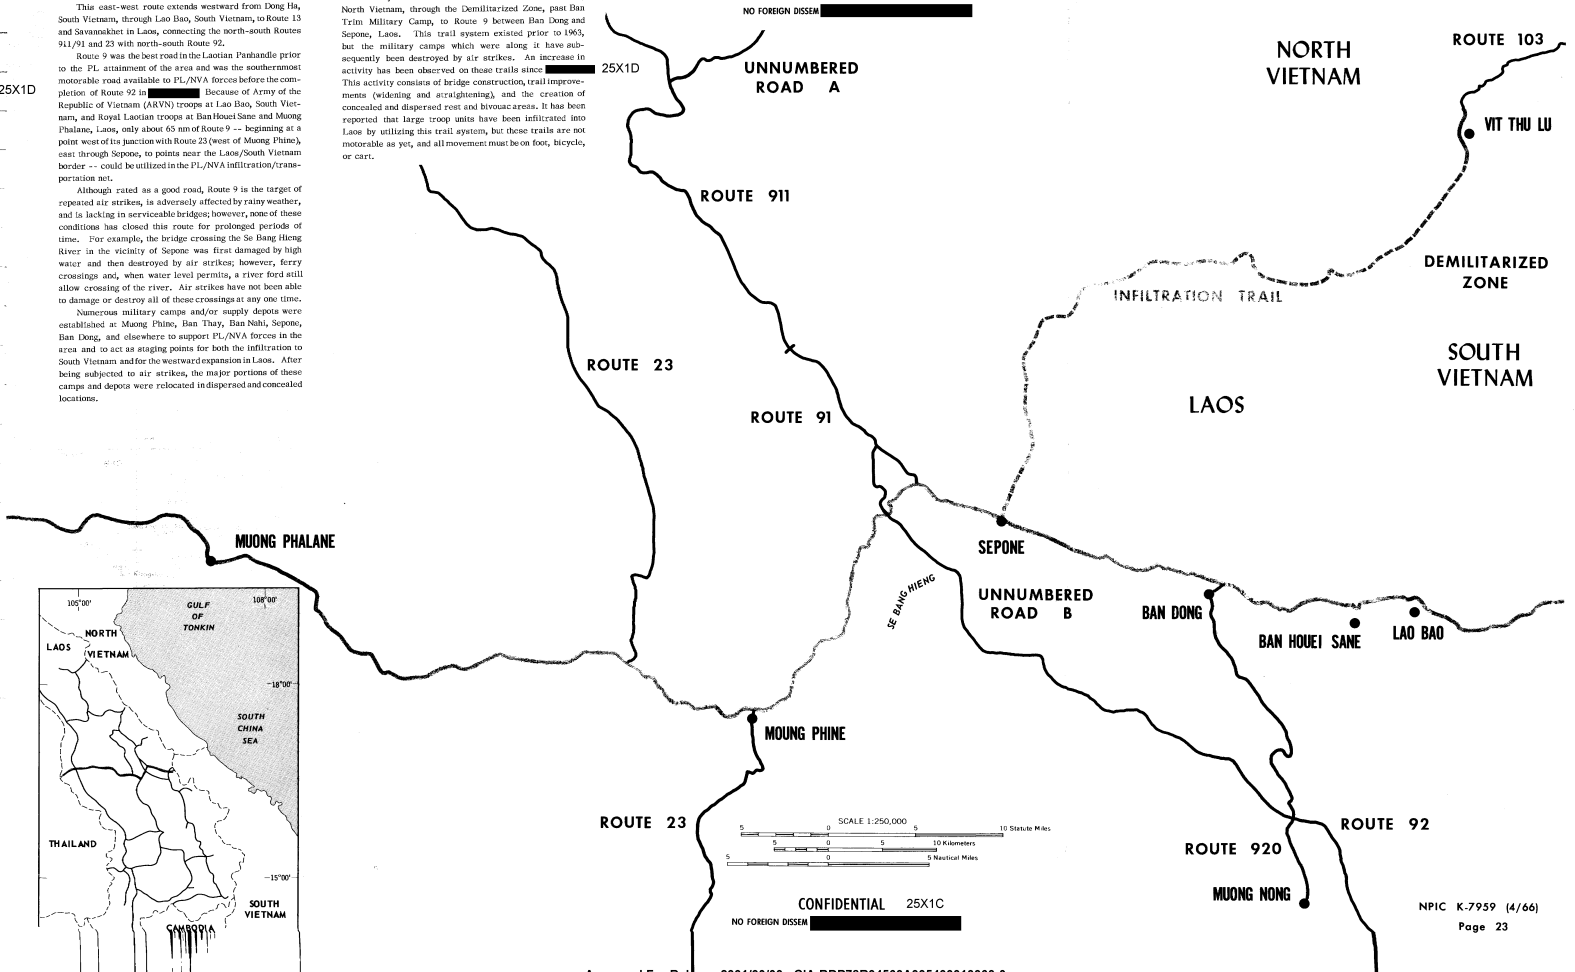 This east-west route extends westward from Dong Ha,
South Vietnam, through Lao Bao, South Vietnam, to Route 13
and Savannakhet in Laos, connecting the north-south Routes
911/91 and 23 with north-south Route 92.
Route 9 was the best road in the Laotian Panhandle prior
to the PL attainment of the area and was the southernmost
motorable road available to PL/NVA forces before the com-
pletion of Route 92 in Because of Army of the
Republic of Vietnam (ARVN) troops at Lao Bao, South Viet-
nam, and Royal Laotian troops at Ban Houei Sane and Muong
Phalane, Laos, only about 65 nm of Route 9 -- beginning at a
point west of its junction with Route 23 (west of Muong Phine),
east through Sepone, to points near the Laos/South Vietnam
border -- could be utilized in the PL/NVA infiltration/trans-
portation net.
Although rated as a good road, Route 9 is the target of
repeated air strikes, is adversely affected by rainy weather,
and is lacking in serviceable bridges; however, none of these
conditions has closed this route for prolonged periods of
time. For example, the bridge crossing the Se Bang Hieng
River in the vicinity of Sepone was first damaged by high
water and then destroyed by air strikes; however, ferry
crossings and, when water level permits, a river ford still
allow crossing of the river. Air strikes have not been able
to damage or destroy all of these crossings at any one time.
Numerous military camps and/or supply depots were
established at Muong Phine, Ban Thay, Ban Nahi, Sepone,
Ban Dong, and elsewhere to support PL/NVA forces in the
area and to act as staging points for both the infiltration to
South Vietnam and for the westward expansion in Laos. After
being subjected to air strikes, the major portions of these
camps and depots were relocated in dispersed and concealed
locations.
25X1D
North Vietnam, through the Demilitarized Zone, past Ban
Trim Military Camp, to Route 9 between Ban Dong and
Sepone, Laos. This trail system existed prior to 1963,
but the military camps which were along it have sub-
sequently been destroyed by air strikes. An increase in
activity has been observed on these trails since
This activity consists of bridge construction, trail improve-
ments (widening and straightening), and the creation of
concealed and dispersed rest and bivouac areas. It has been
reported that large troop units have been infiltrated into
Laos by utilizing this trail system, but these trails are not
motorable as yet, and all movement must be on foot, bicycle,
or cart.
25X1D
NO FOREIGN DISSEM
UNNUMBERED
ROAD A
NORTH
VIETNAM
ROUTE 103
VIT THU LU
ROUTE 911
DEMILITARIZED
ZONE
INFILTRATION TRAIL
SOUTH
VIETNAM
ROUTE 23
LAOS
ROUTE 91
MUONG PHALANE
SEPONE
SE BANG HIENG
UNNUMBERED
ROAD B
BAN DONG
BAN HOUEI SANE
LAO BAO
MOUNG PHINE
ROUTE 23
ROUTE 92
ROUTE 920
MUONG NONG
105°00'
108°00'
GULF
OF
TONKIN
NORTH
VIETNAM
LAOS
18°00'
SOUTH
CHINA
SEA
THAILAND
15°00'
SOUTH
VIETNAM
CAMBODIA
SCALE 1:250,000
5 0 5 10 Statute Miles
5 0 5 10 Kilometers
5 0 5 Nautical Miles
CONFIDENTIAL 25X1C
NO FOREIGN DISSEM
NPIC K-7959 (4/66)
Page 23